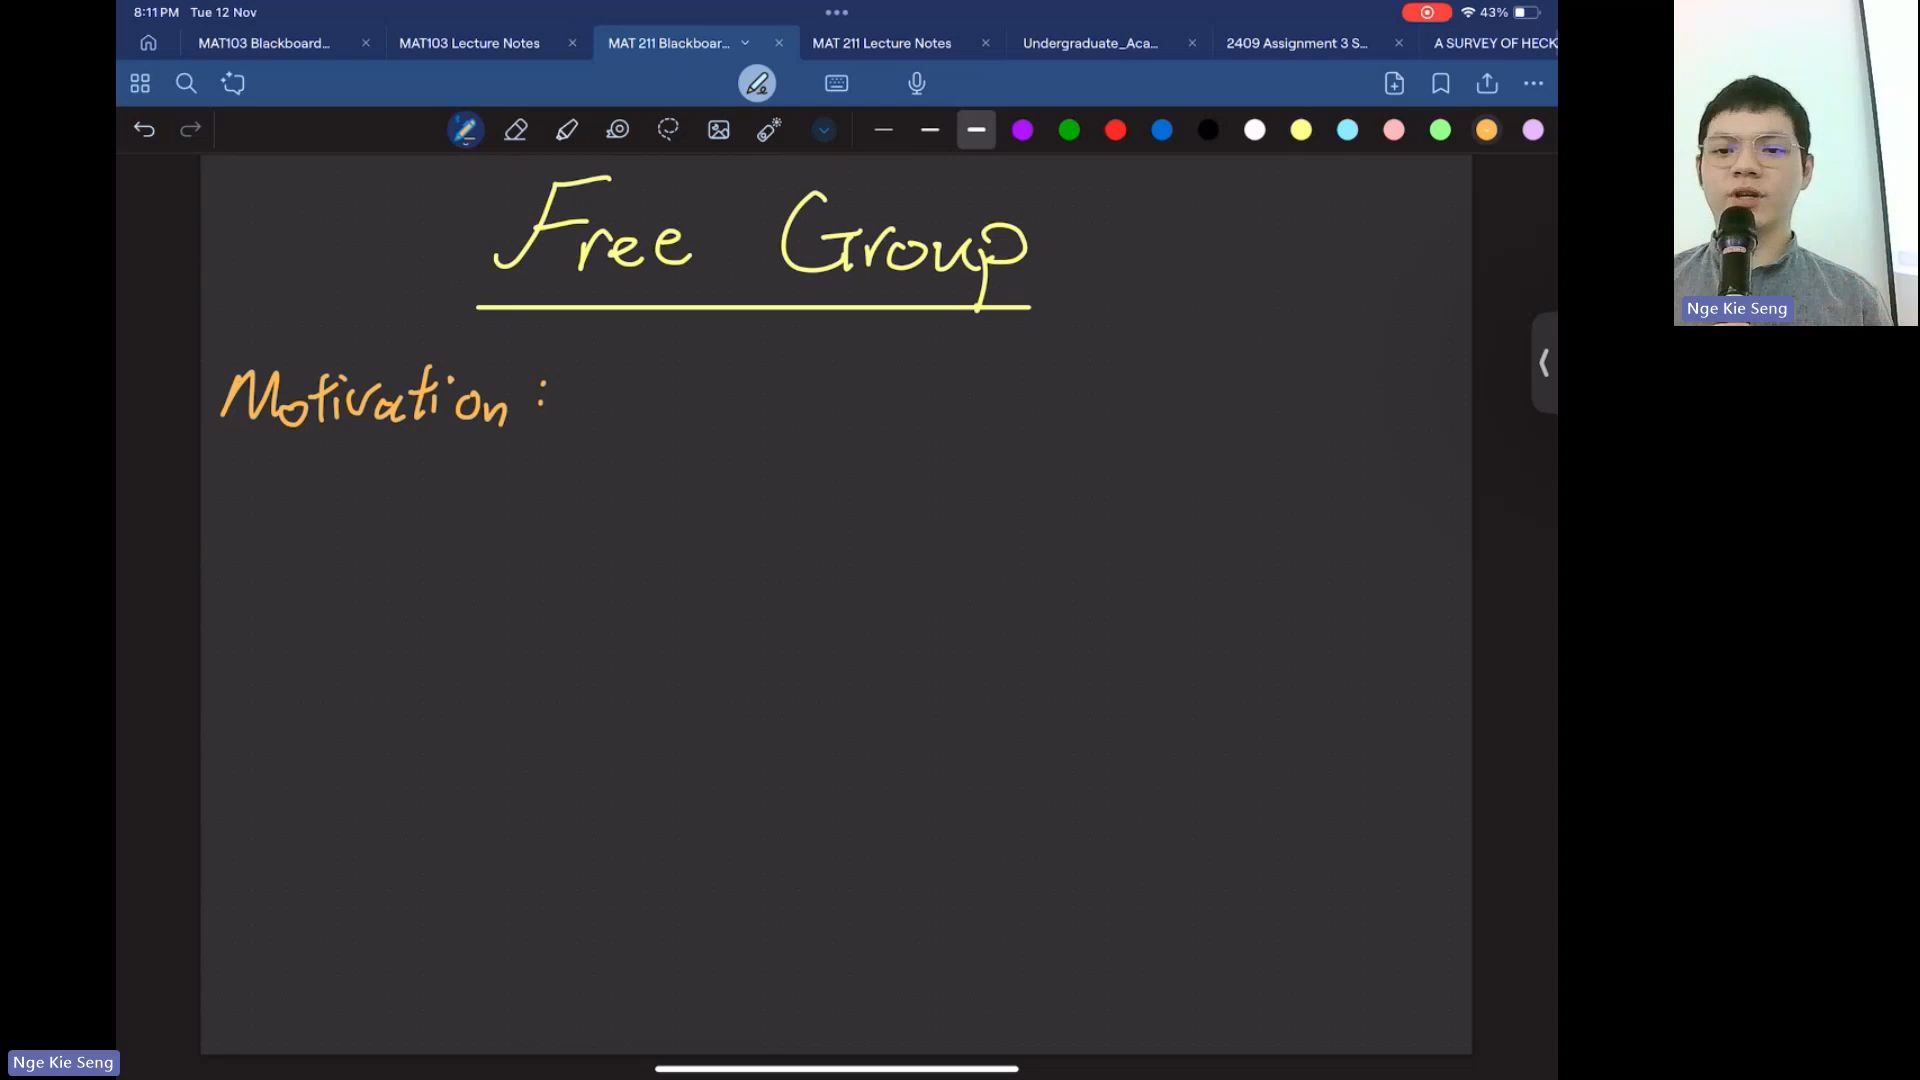 8:11 PM Tue 12 Nov
43%
MAT103 Blackboard...
MAT103 Lecture Notes
MAT 211 Blackboar...
MAT 211 Lecture Notes
Undergraduate_Aca...
2409 Assignment 3 S...
A SURVEY OF HECK
Free Group
Motivation :
Nge Kie Seng
Nge Kie Seng